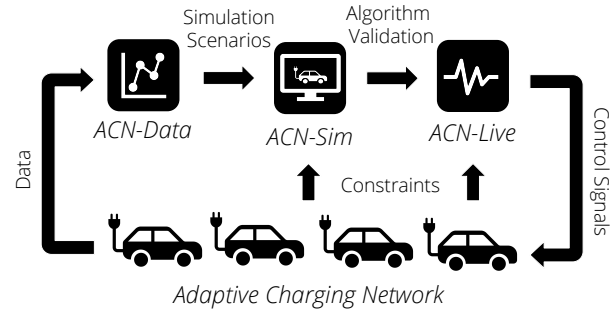 Simulation
Scenarios
Algorithm
Validation
ACN-Data
ACN-Sim
ACN-Live
Data
Constraints
Control Signals
Adaptive Charging Network